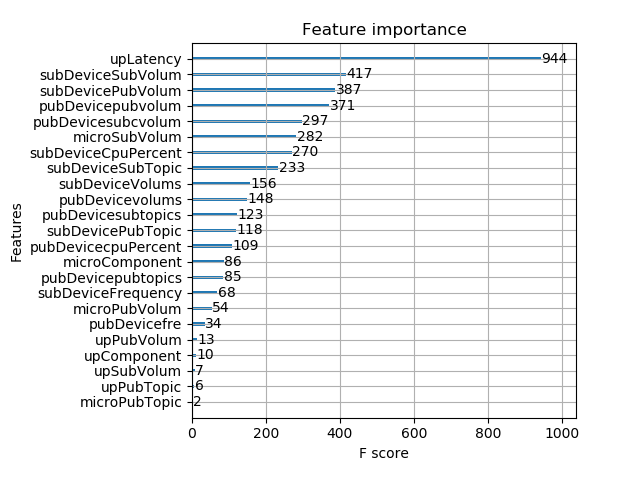 Feature importance
Features
upLatency 944
subDeviceSubVolum 417
subDevicePubVolum 387
pubDevicepubvolum 371
pubDevicesubcvolum 297
microSubVolum 282
subDeviceCpuPercent 270
subDeviceSubTopic 233
subDeviceVolums 156
pubDevicevolums 148
pubDevicesubtopics 123
subDevicePubTopic 118
pubDevicecpuPercent 109
microComponent 86
pubDevicepubtopics 85
subDeviceFrequency 68
microPubVolum 54
pubDevicefre 34
upPubVolum 13
upComponent 10
upSubVolum 7
upPubTopic 6
microPubTopic 2
0 200 400 600 800 1000
F score